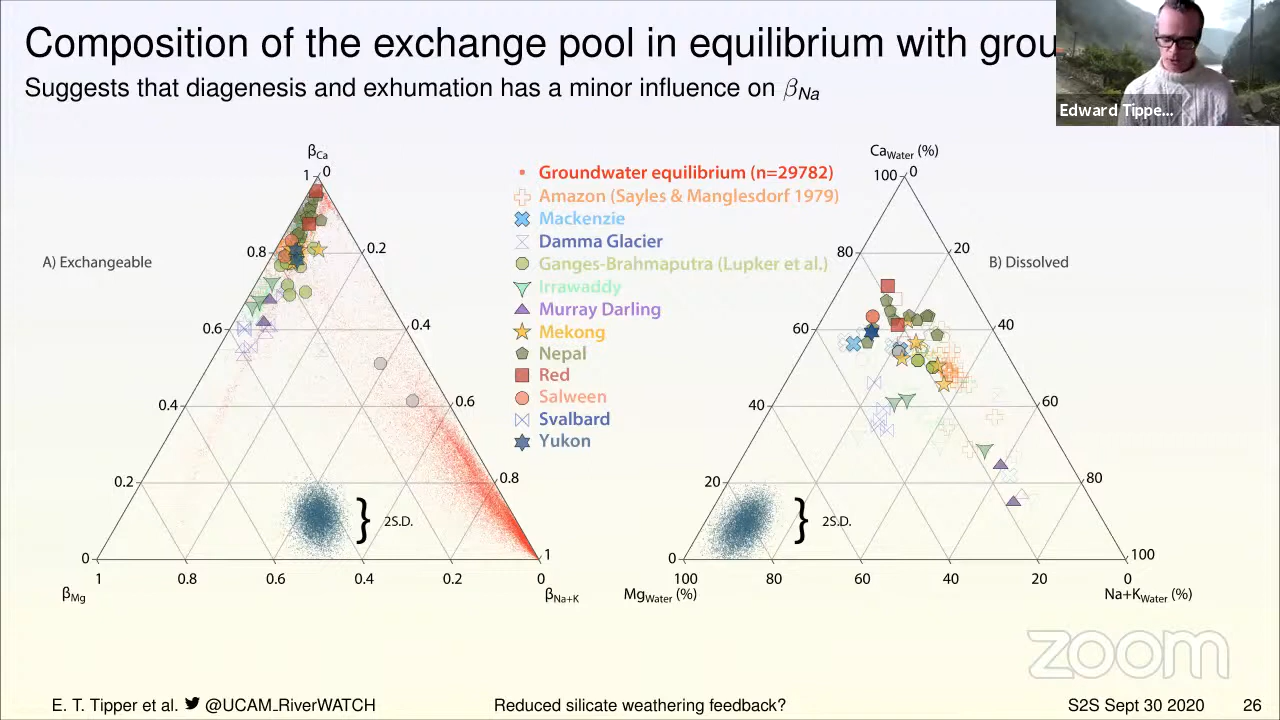 Composition of the exchange pool in equilibrium with grou
Suggests that diagenesis and exhumation has a minor influence on βNa
Edward Tippe...
A) Exchangeable
βCa
1 0
0.8 0.2
0.6 0.4
0.4 0.6
0.2 0.8
0 1
1 0.8 0.6 0.4 0.2 0
βMg βNa+K
2S.D.
Groundwater equilibrium (n=29782)
Amazon (Sayles & Manglesdorf 1979)
Mackenzie
Damma Glacier
Ganges-Brahmaputra (Lupker et al.)
Irrawaddy
Murray Darling
Mekong
Nepal
Red
Salween
Svalbard
Yukon
B) Dissolved
CaWater (%)
100 0
80 20
60 40
40 60
20 80
0 100
100 80 60 40 20 0
MgWater (%) Na+KWater (%)
2S.D.
zoom
E. T. Tipper et al. @UCAM_RiverWATCH Reduced silicate weathering feedback? S2S Sept 30 2020 26